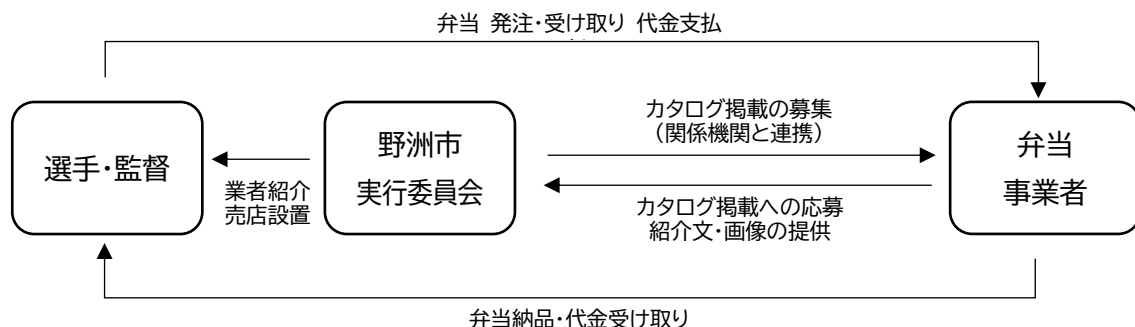 弁当 発注・受け取り 代金支払
選手・監督
業者紹介
売店設置
野洲市
実行委員会
カタログ掲載の募集
(関係機関と連携)
カタログ掲載への応募
紹介文・画像の提供
弁当
事業者
弁当納品・代金受け取り